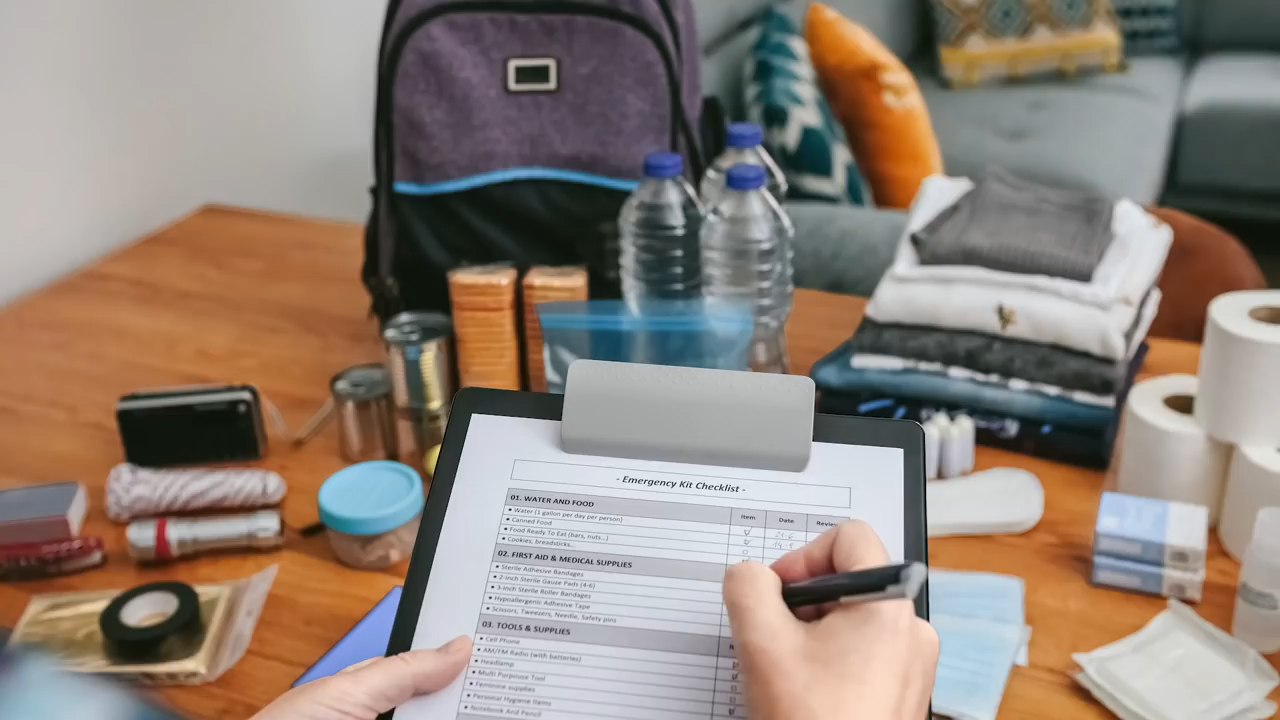 - Emergency Kit Checklist -
01. WATER AND FOOD
Item
Date
• Water (1 gallon per day per person)
• Canned Food
• Food Ready To Eat (bars, nuts...)
• Cookies, breadsticks..
02. FIRST AID & MEDICAL SUPPLIES
• Sterile Adhesive Bandages
• 2-inch Sterile Gauze Pads (4-6)
• 3-inch Sterile Roller Bandages
• Hypoallergenic Adhesive Tape
• Scissors, Tweezers, Needle, Safety pins
03. TOOLS & SUPPLIES
• Cell Phone
• AM/FM Radio (with batteries)
• Headlamp
• Multi Purpouse Tool
• Feminine supplies
• Personal Hygiene Items
• Notebook And Pencil